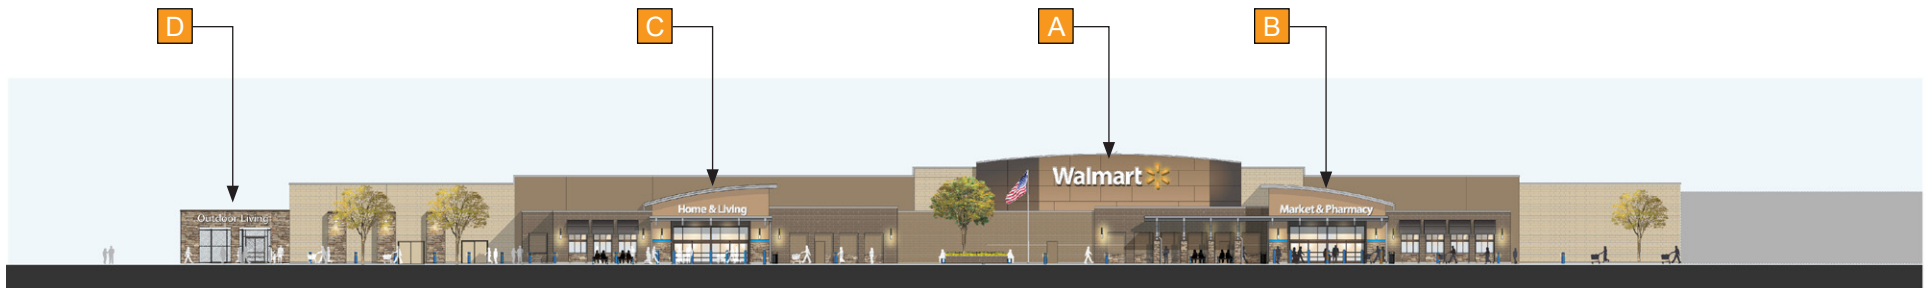 D
C
A
B
Walmart
Outdoor Living
Home & Living
Market & Pharmacy